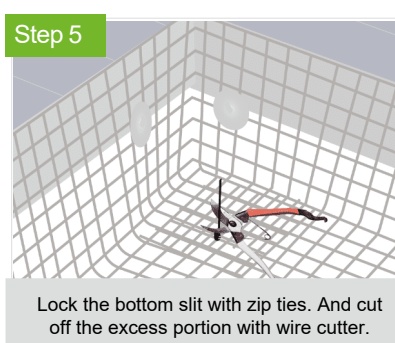 Step 5
Lock the bottom slit with zip ties. And cut
off the excess portion with wire cutter.